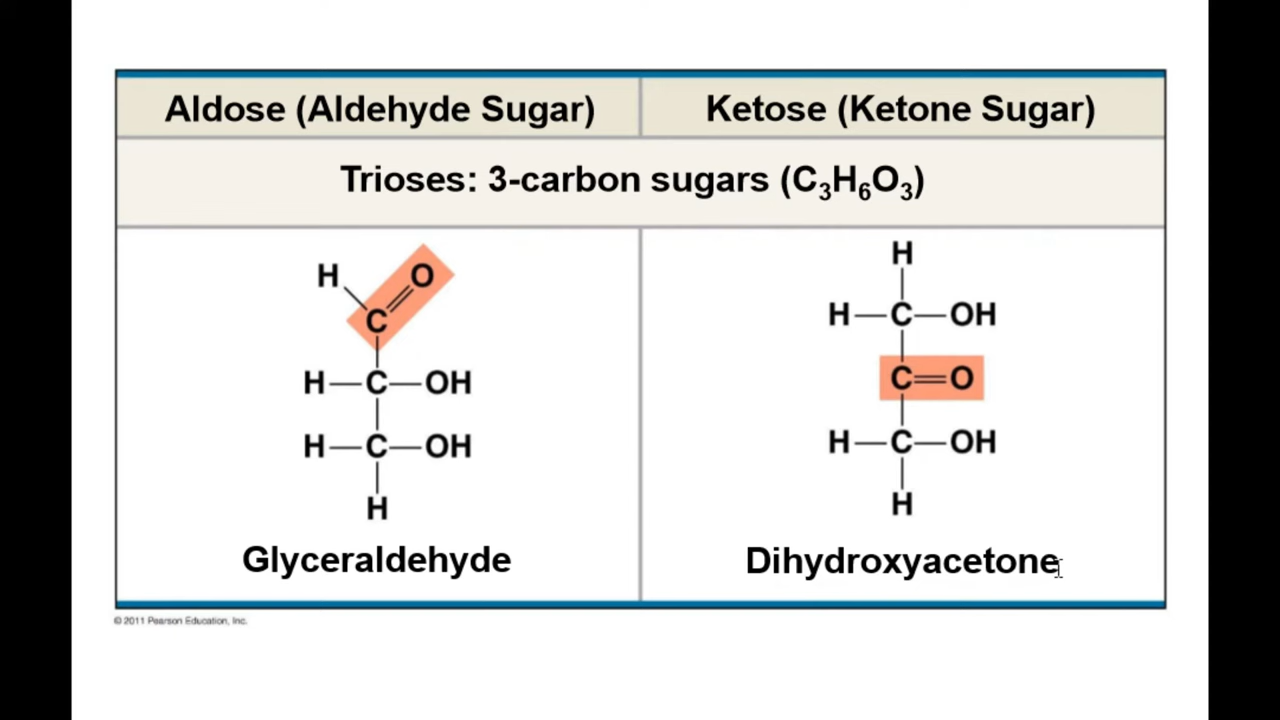 Aldose (Aldehyde Sugar)
Ketose (Ketone Sugar)
Trioses: 3-carbon sugars (C₃H₆O₃)
H O
C
H—C—OH
H—C—OH
H
Glyceraldehyde
H
H—C—OH
C=O
H—C—OH
H
Dihydroxyacetone
© 2011 Pearson Education, Inc.